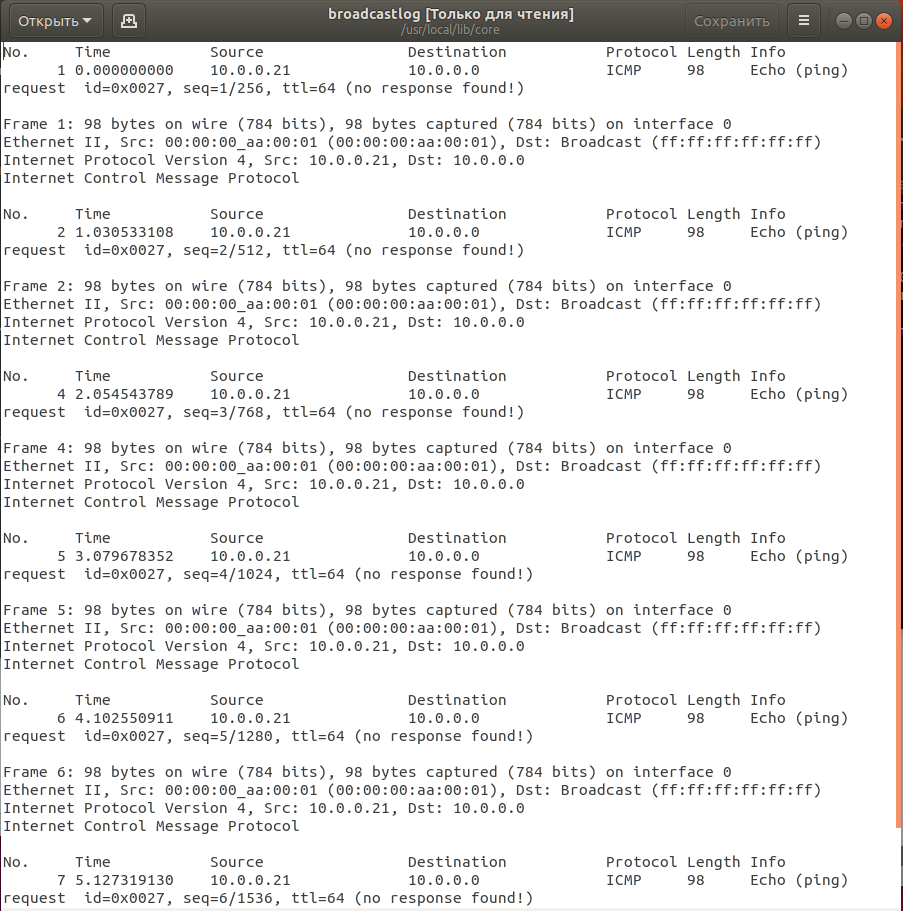 Открыть
broadcastlog [Только для чтения]
/usr/local/lib/core
Сохранить
No. Time Source Destination Protocol Length Info
1 0.000000000 10.0.0.21 10.0.0.0 ICMP 98 Echo (ping)
request id=0x0027, seq=1/256, ttl=64 (no response found!)
Frame 1: 98 bytes on wire (784 bits), 98 bytes captured (784 bits) on interface 0
Ethernet II, Src: 00:00:00_aa:00:01 (00:00:00:aa:00:01), Dst: Broadcast (ff:ff:ff:ff:ff:ff)
Internet Protocol Version 4, Src: 10.0.0.21, Dst: 10.0.0.0
Internet Control Message Protocol
No. Time Source Destination Protocol Length Info
2 1.030533108 10.0.0.21 10.0.0.0 ICMP 98 Echo (ping)
request id=0x0027, seq=2/512, ttl=64 (no response found!)
Frame 2: 98 bytes on wire (784 bits), 98 bytes captured (784 bits) on interface 0
Ethernet II, Src: 00:00:00_aa:00:01 (00:00:00:aa:00:01), Dst: Broadcast (ff:ff:ff:ff:ff:ff)
Internet Protocol Version 4, Src: 10.0.0.21, Dst: 10.0.0.0
Internet Control Message Protocol
No. Time Source Destination Protocol Length Info
4 2.054543789 10.0.0.21 10.0.0.0 ICMP 98 Echo (ping)
request id=0x0027, seq=3/768, ttl=64 (no response found!)
Frame 4: 98 bytes on wire (784 bits), 98 bytes captured (784 bits) on interface 0
Ethernet II, Src: 00:00:00_aa:00:01 (00:00:00:aa:00:01), Dst: Broadcast (ff:ff:ff:ff:ff:ff)
Internet Protocol Version 4, Src: 10.0.0.21, Dst: 10.0.0.0
Internet Control Message Protocol
No. Time Source Destination Protocol Length Info
5 3.079678352 10.0.0.21 10.0.0.0 ICMP 98 Echo (ping)
request id=0x0027, seq=4/1024, ttl=64 (no response found!)
Frame 5: 98 bytes on wire (784 bits), 98 bytes captured (784 bits) on interface 0
Ethernet II, Src: 00:00:00_aa:00:01 (00:00:00:aa:00:01), Dst: Broadcast (ff:ff:ff:ff:ff:ff)
Internet Protocol Version 4, Src: 10.0.0.21, Dst: 10.0.0.0
Internet Control Message Protocol
No. Time Source Destination Protocol Length Info
6 4.102550911 10.0.0.21 10.0.0.0 ICMP 98 Echo (ping)
request id=0x0027, seq=5/1280, ttl=64 (no response found!)
Frame 6: 98 bytes on wire (784 bits), 98 bytes captured (784 bits) on interface 0
Ethernet II, Src: 00:00:00_aa:00:01 (00:00:00:aa:00:01), Dst: Broadcast (ff:ff:ff:ff:ff:ff)
Internet Protocol Version 4, Src: 10.0.0.21, Dst: 10.0.0.0
Internet Control Message Protocol
No. Time Source Destination Protocol Length Info
7 5.127319130 10.0.0.21 10.0.0.0 ICMP 98 Echo (ping)
request id=0x0027, seq=6/1536, ttl=64 (no response found!)